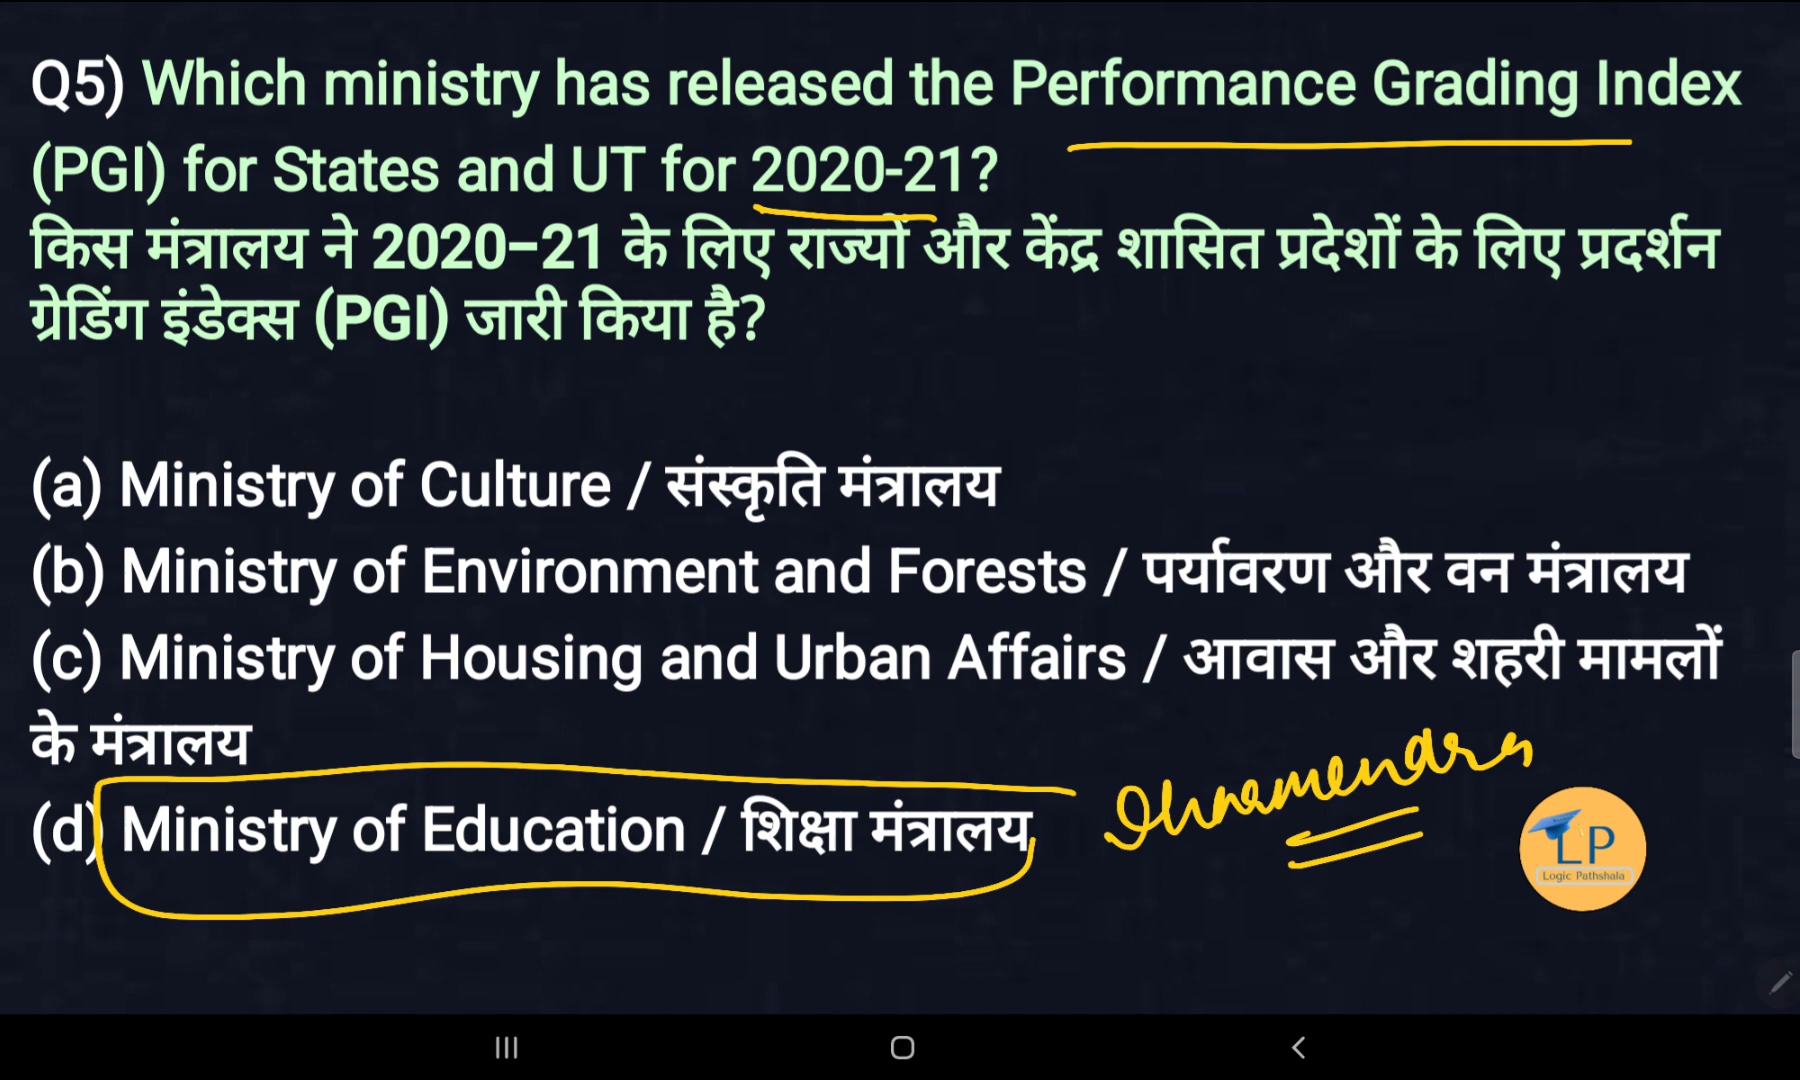 Q5) Which ministry has released the Performance Grading Index
(PGI) for States and UT for 2020-21?
किस मंत्रालय ने 2020-21 के लिए राज्यों और केंद्र शासित प्रदेशों के लिए प्रदर्शन
ग्रेडिंग इंडेक्स (PGI) जारी किया है?
(a) Ministry of Culture / संस्कृति मंत्रालय
(b) Ministry of Environment and Forests / पर्यावरण और वन मंत्रालय
(c) Ministry of Housing and Urban Affairs / आवास और शहरी मामलों
के मंत्रालय
(d) Ministry of Education / शिक्षा मंत्रालय
LP
Logic Pathshala